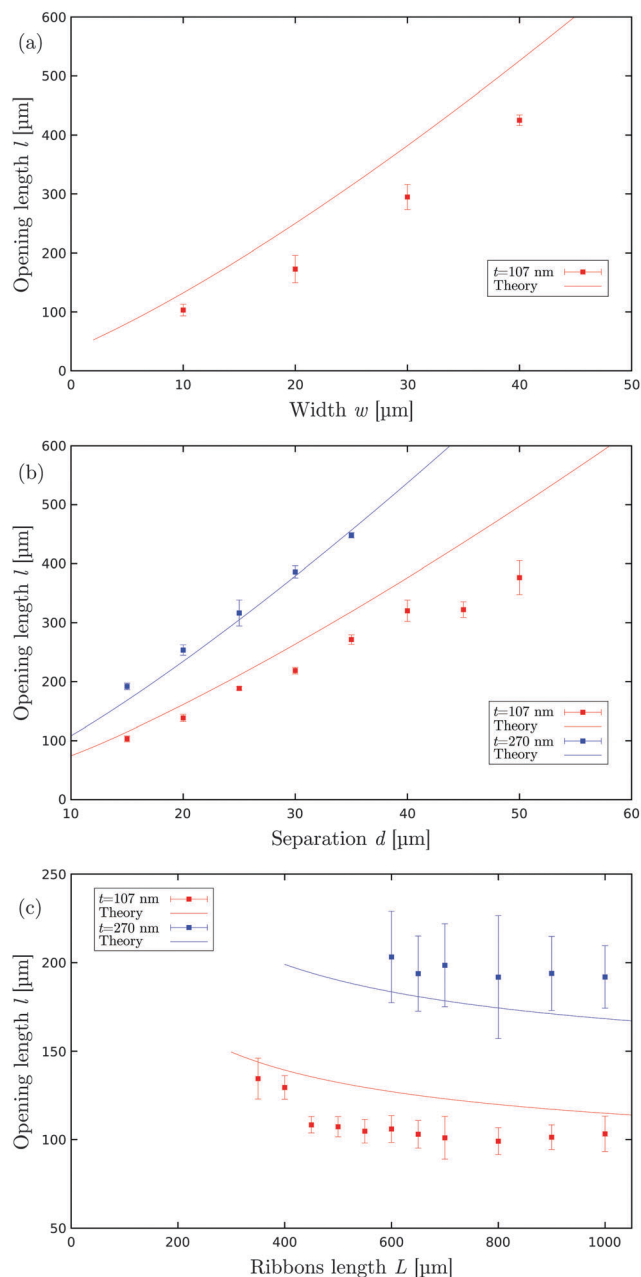 (a)
600
500
400
300
200
100
0
Opening length l [µm]
t=107 nm
Theory
0 10 20 30 40 50
Width w [µm]
(b)
600
500
400
300
200
100
0
Opening length l [µm]
t=107 nm
Theory
t=270 nm
Theory
10 20 30 40 50 60
Separation d [µm]
(c)
250
200
150
100
50
Opening length l [µm]
t=107 nm
Theory
t=270 nm
Theory
0 200 400 600 800 1000
Ribbons length L [µm]